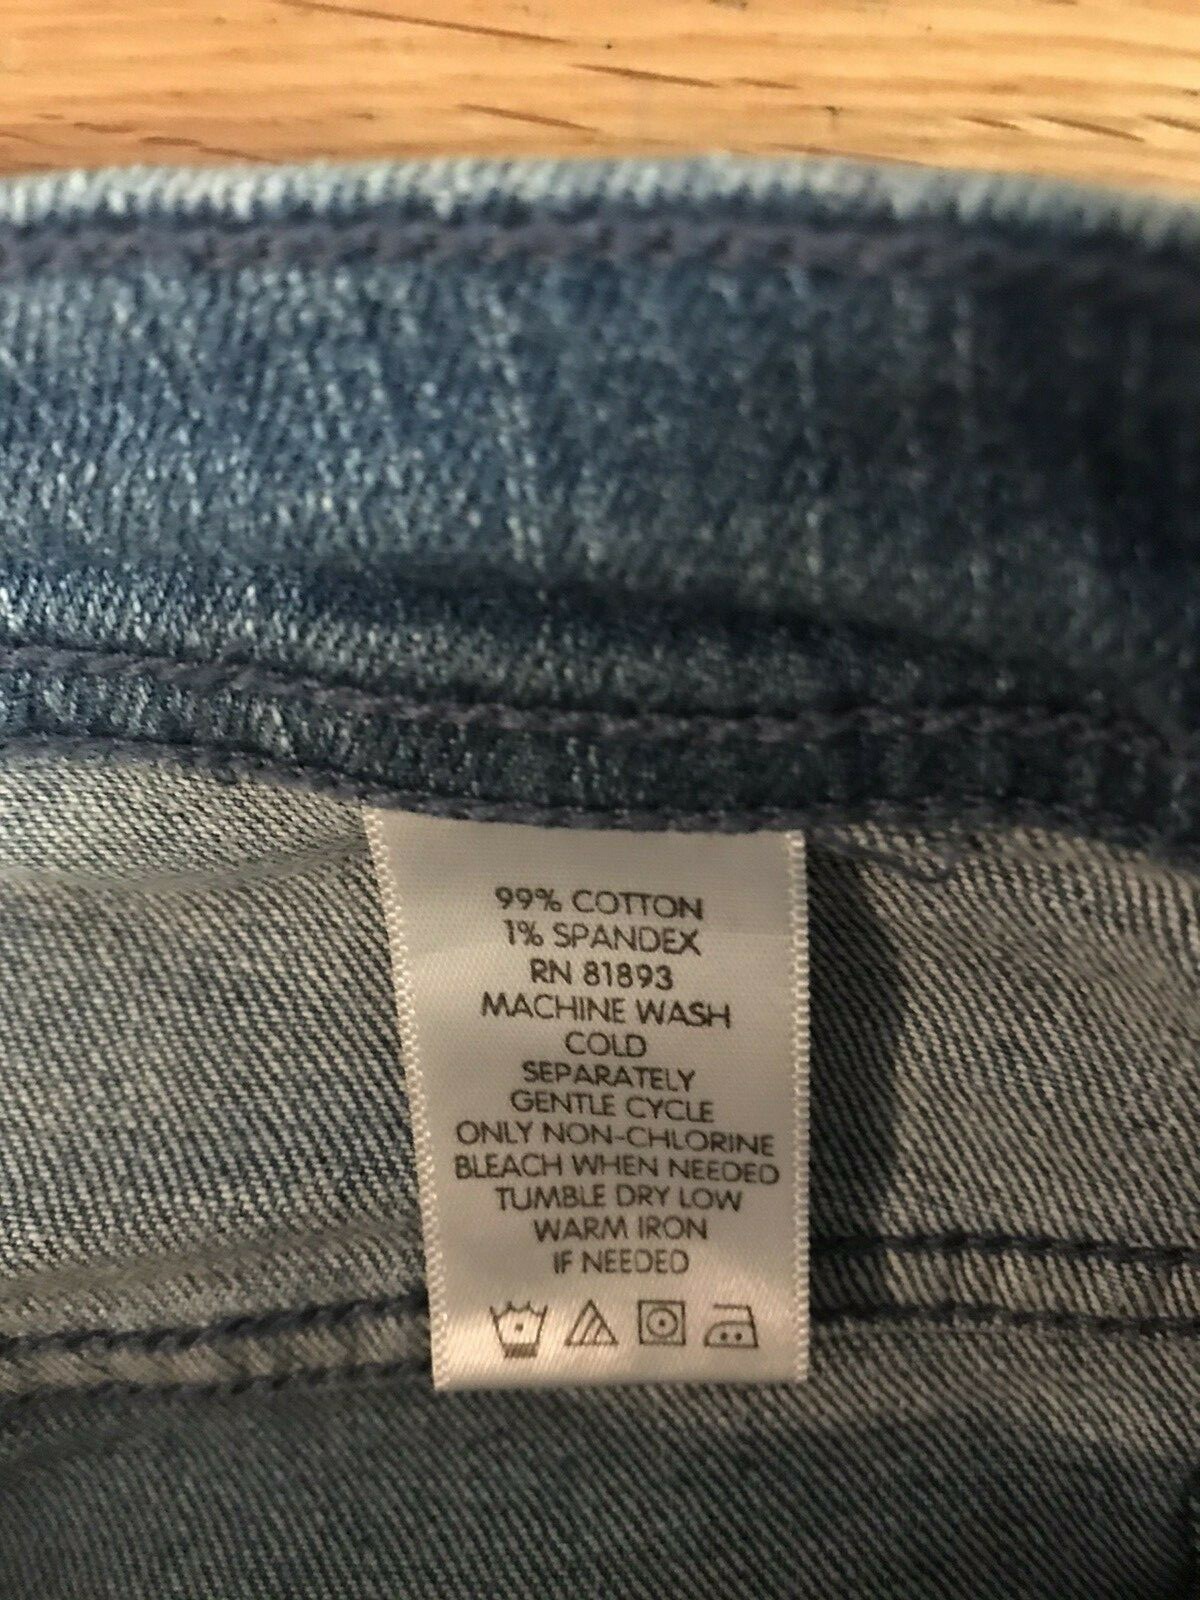 99% COTTON
1% SPANDEX
RN 81893
MACHINE WASH
COLD
SEPARATELY
GENTLE CYCLE
ONLY NON-CHLORINE
BLEACH WHEN NEEDED
TUMBLE DRY LOW
WARM IRON
IF NEEDED